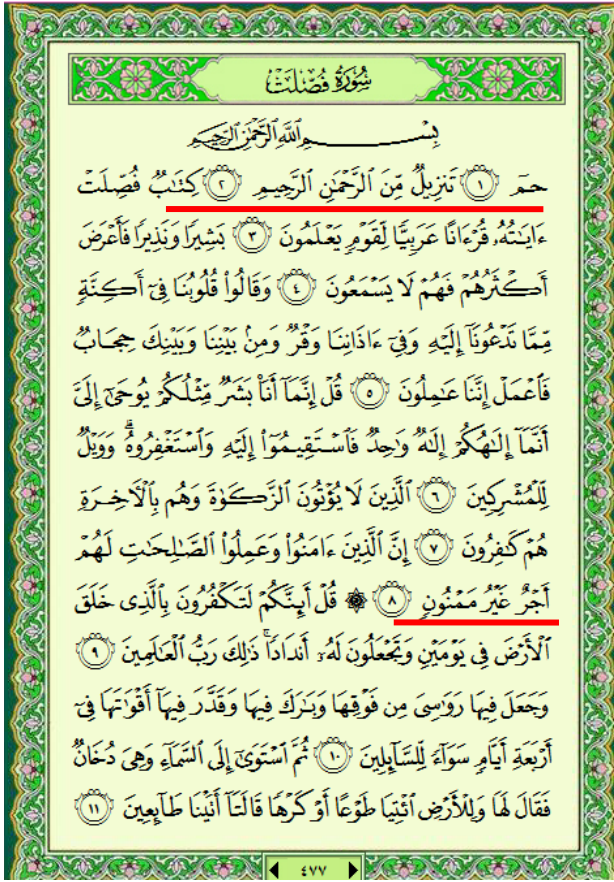 سُورَةُ فُصِّلَتْ
بِسْمِ ٱللَّهِ ٱلرَّحْمَٰنِ ٱلرَّحِيمِ
حمٓ ١ تَنزِيلٌ مِّنَ ٱلرَّحْمَٰنِ ٱلرَّحِيمِ ٢ كِتَٰبٌ فُصِّلَتْ
ءَايَٰتُهُۥ قُرْءَانًا عَرَبِيًّا لِّقَوْمٍ يَعْلَمُونَ ٣ بَشِيرًا وَنَذِيرًا فَأَعْرَضَ
أَكْثَرُهُمْ فَهُمْ لَا يَسْمَعُونَ ٤ وَقَالُوا۟ قُلُوبُنَا فِىٓ أَكِنَّةٍ
مِّمَّا تَدْعُونَآ إِلَيْهِ وَفِىٓ ءَاذَانِنَا وَقْرٌ وَمِنۢ بَيْنِنَا وَبَيْنِكَ حِجَابٌ
فَٱعْمَلْ إِنَّنَا عَٰمِلُونَ ٥ قُلْ إِنَّمَآ أَنَا۠ بَشَرٌ مِّثْلُكُمْ يُوحَىٰٓ إِلَىَّ
أَنَّمَآ إِلَٰهُكُمْ إِلَٰهٌ وَٰحِدٌ فَٱسْتَقِيمُوٓا۟ إِلَيْهِ وَٱسْتَغْفِرُوهُ ۗ وَوَيْلٌ
لِّلْمُشْرِكِينَ ٦ ٱلَّذِينَ لَا يُؤْتُونَ ٱلزَّكَوٰةَ وَهُم بِٱلْءَاخِرَةِ
هُمْ كَٰفِرُونَ ٧ إِنَّ ٱلَّذِينَ ءَامَنُوا۟ وَعَمِلُوا۟ ٱلصَّٰلِحَٰتِ لَهُمْ
أَجْرٌ غَيْرُ مَمْنُونٍ ٨ ۞ قُلْ أَئِنَّكُمْ لَتَكْفُرُونَ بِٱلَّذِى خَلَقَ
ٱلْأَرْضَ فِى يَوْمَيْنِ وَتَجْعَلُونَ لَهُۥٓ أَندَادًا ۚ ذَٰلِكَ رَبُّ ٱلْعَٰلَمِينَ ٩
وَجَعَلَ فِيهَا رَوَٰسِىَ مِن فَوْقِهَا وَبَٰرَكَ فِيهَا وَقَدَّرَ فِيهَآ أَقْوَٰتَهَا فِىٓ
أَرْبَعَةِ أَيَّامٍ سَوَآءً لِّلسَّآئِلِينَ ١٠ ثُمَّ ٱسْتَوَىٰٓ إِلَى ٱلسَّمَآءِ وَهِىَ دُخَانٌ
فَقَالَ لَهَا وَلِلْأَرْضِ ٱئْتِيَا طَوْعًا أَوْ كَرْهًا قَالَتَآ أَتَيْنَا طَآئِعِينَ ١١
٤٧٧